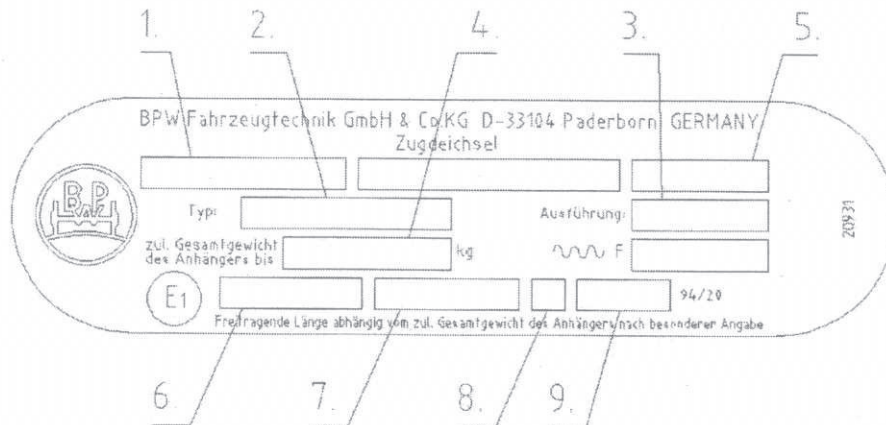 1. 2. 4. 3. 5.
BPW Fahrzeugtechnik GmbH & Co.KG D-33104 Paderborn GERMANY
Zugdeichsel
BPW
Typ: Ausführung:
20931
zul. Gesamtgewicht
des Anhängers bis kg F
E1 94/20
Freitragende Länge abhängig vom zul. Gesamtgewicht des Anhängers nach besonderer Angabe
6. 7. 8. 9.